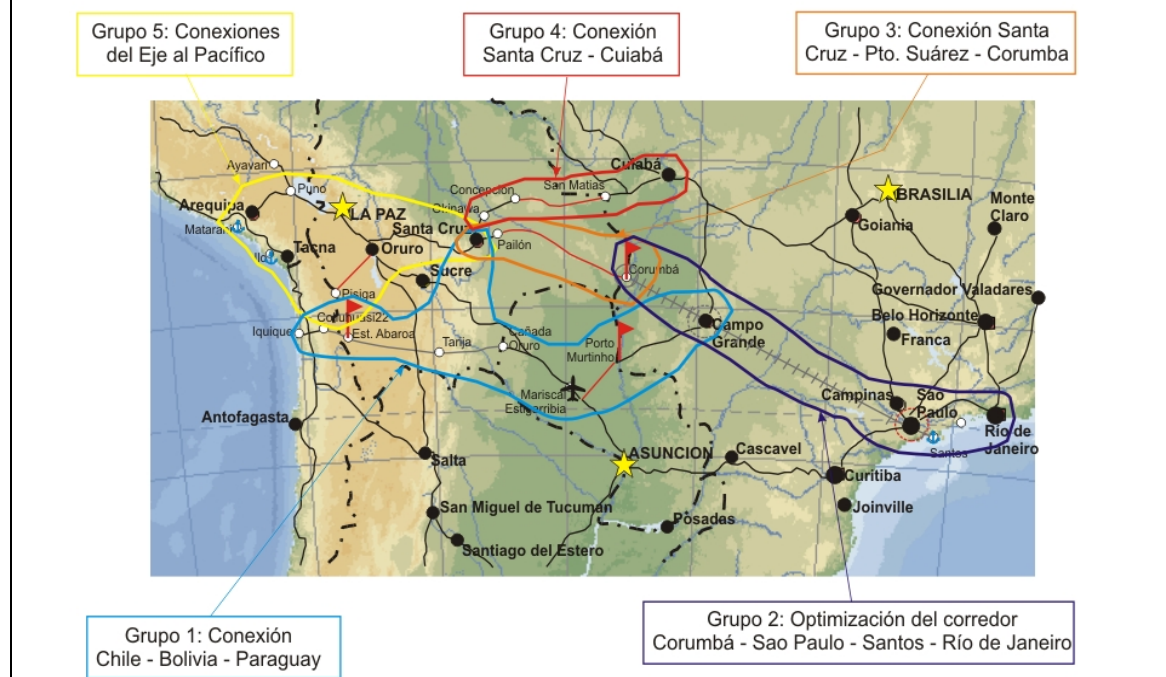 Grupo 5: Conexiones
del Eje al Pacífico
Grupo 4: Conexión
Santa Cruz - Cuiabá
Grupo 3: Conexión Santa
Cruz - Pto. Suárez - Corumba
Ayavari
Puno
Arequipa
Matarani
LA PAZ
Tacna
Oruro
Concepción
Okinawa
San Matias
Cuiabá
Santa Cruz
Pailón
Sucre
Pisiga
Iquique
Est. Abaroa
Tarija
Cañada
Oruro
Corumbá
Porto
Murtinho
Campo
Grande
Mariscal
Estigarribia
BRASILIA
Goiania
Monte
Claro
Governador Valadares
Belo Horizonte
Franca
Campinas
Sao
Paulo
Santos
Río de
Janeiro
Antofagasta
Salta
ASUNCION
Cascavel
Curitiba
Joinville
San Miguel de Tucuman
Posadas
Santiago del Estero
Grupo 1: Conexión
Chile - Bolivia - Paraguay
Grupo 2: Optimización del corredor
Corumbá - Sao Paulo - Santos - Río de Janeiro